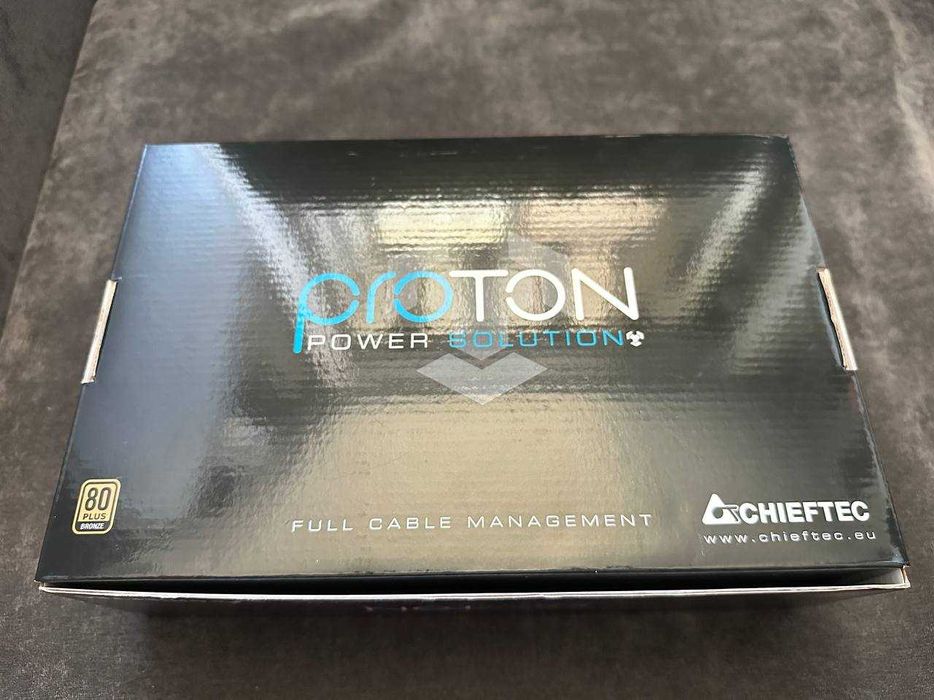 proTON
POWER SOLUTION
80
PLUS
BRONZE
FULL CABLE MANAGEMENT
CHIEFTEC
www.chieftec.eu